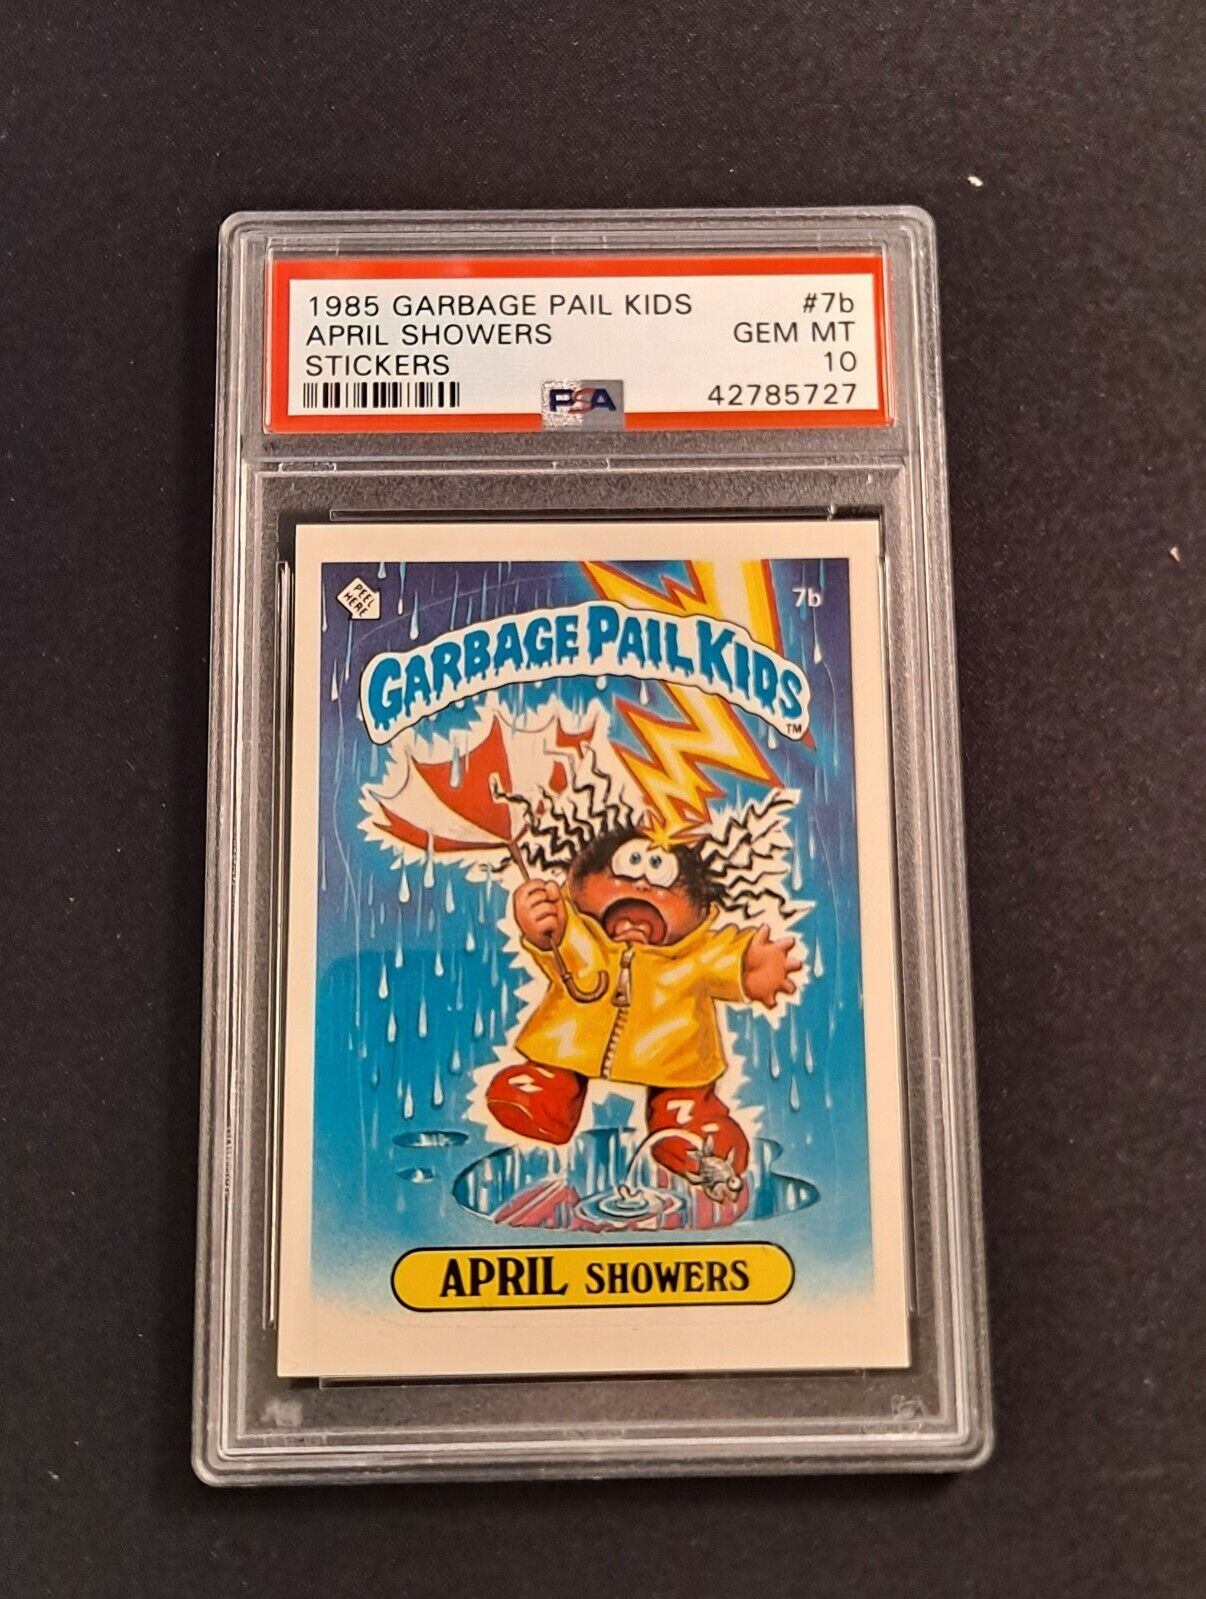 1985 GARBAGE PAIL KIDS #7b
APRIL SHOWERS GEM MT
STICKERS 10
PSA 42785727
PEEL HERE
7b
GARBAGE PAIL KIDS
TM
APRIL SHOWERS